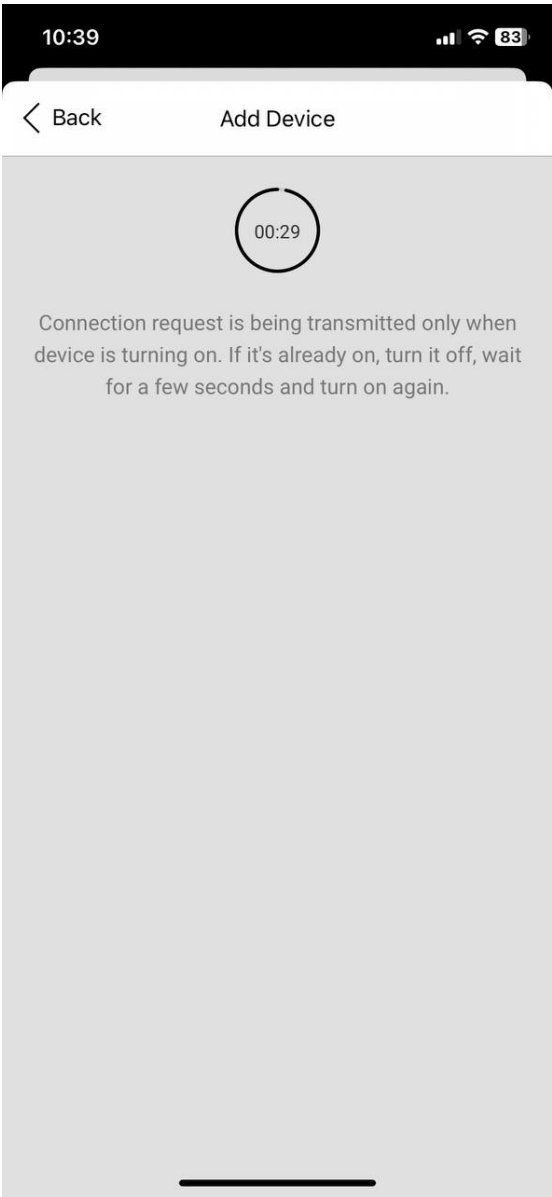 10:39
83
Back
Add Device
00:29
Connection request is being transmitted only when
device is turning on. If it's already on, turn it off, wait
for a few seconds and turn on again.